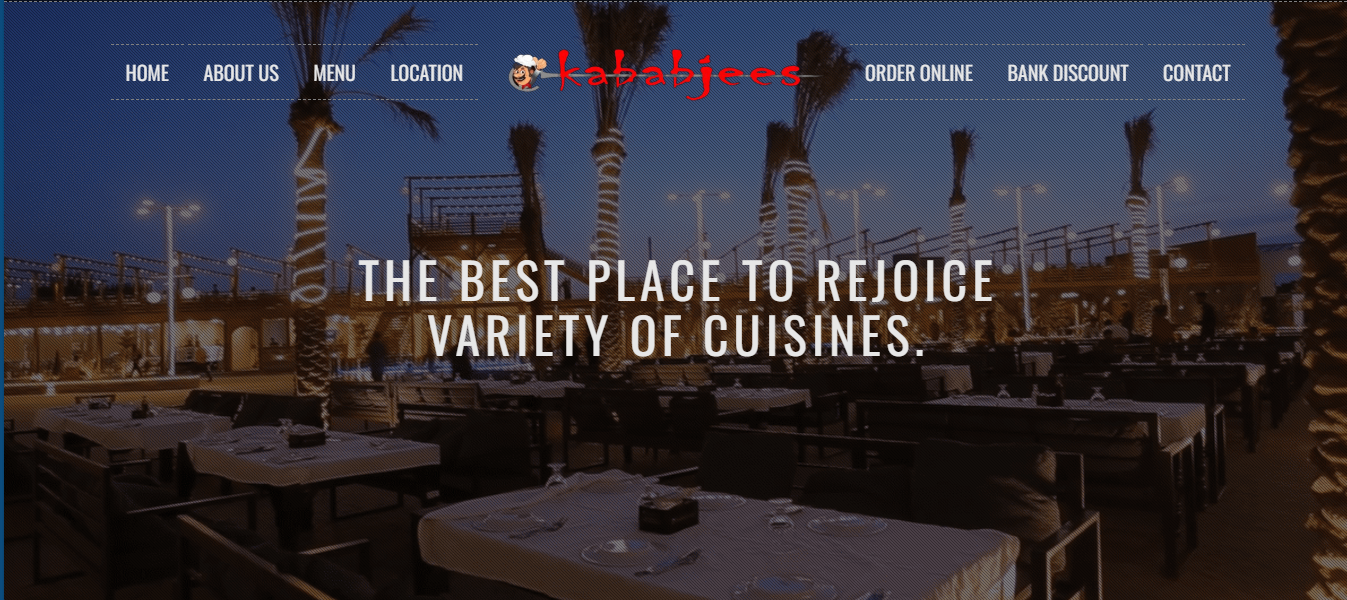 HOME ABOUT US MENU LOCATION kababjees ORDER ONLINE BANK DISCOUNT CONTACT
THE BEST PLACE TO REJOICE
VARIETY OF CUISINES.